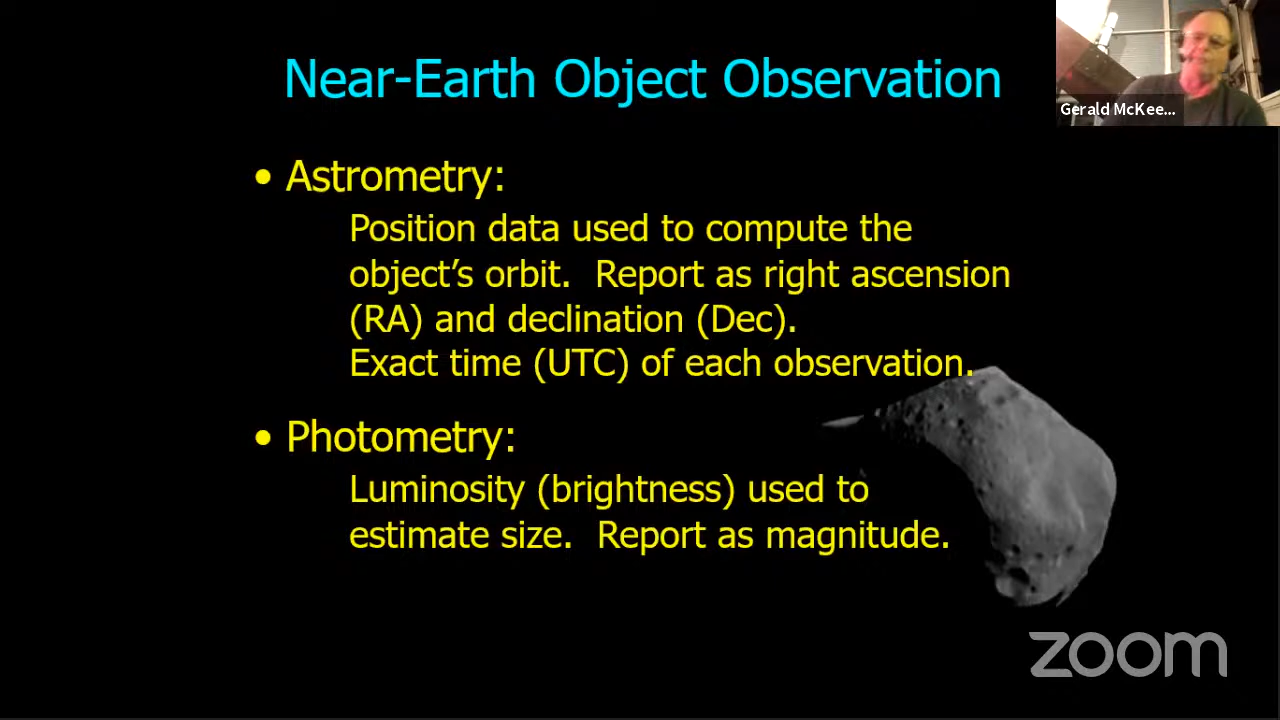 Near-Earth Object Observation
Gerald McKee...
• Astrometry:
Position data used to compute the
object’s orbit.  Report as right ascension
(RA) and declination (Dec).
Exact time (UTC) of each observation.
• Photometry:
Luminosity (brightness) used to
estimate size.  Report as magnitude.
zoom